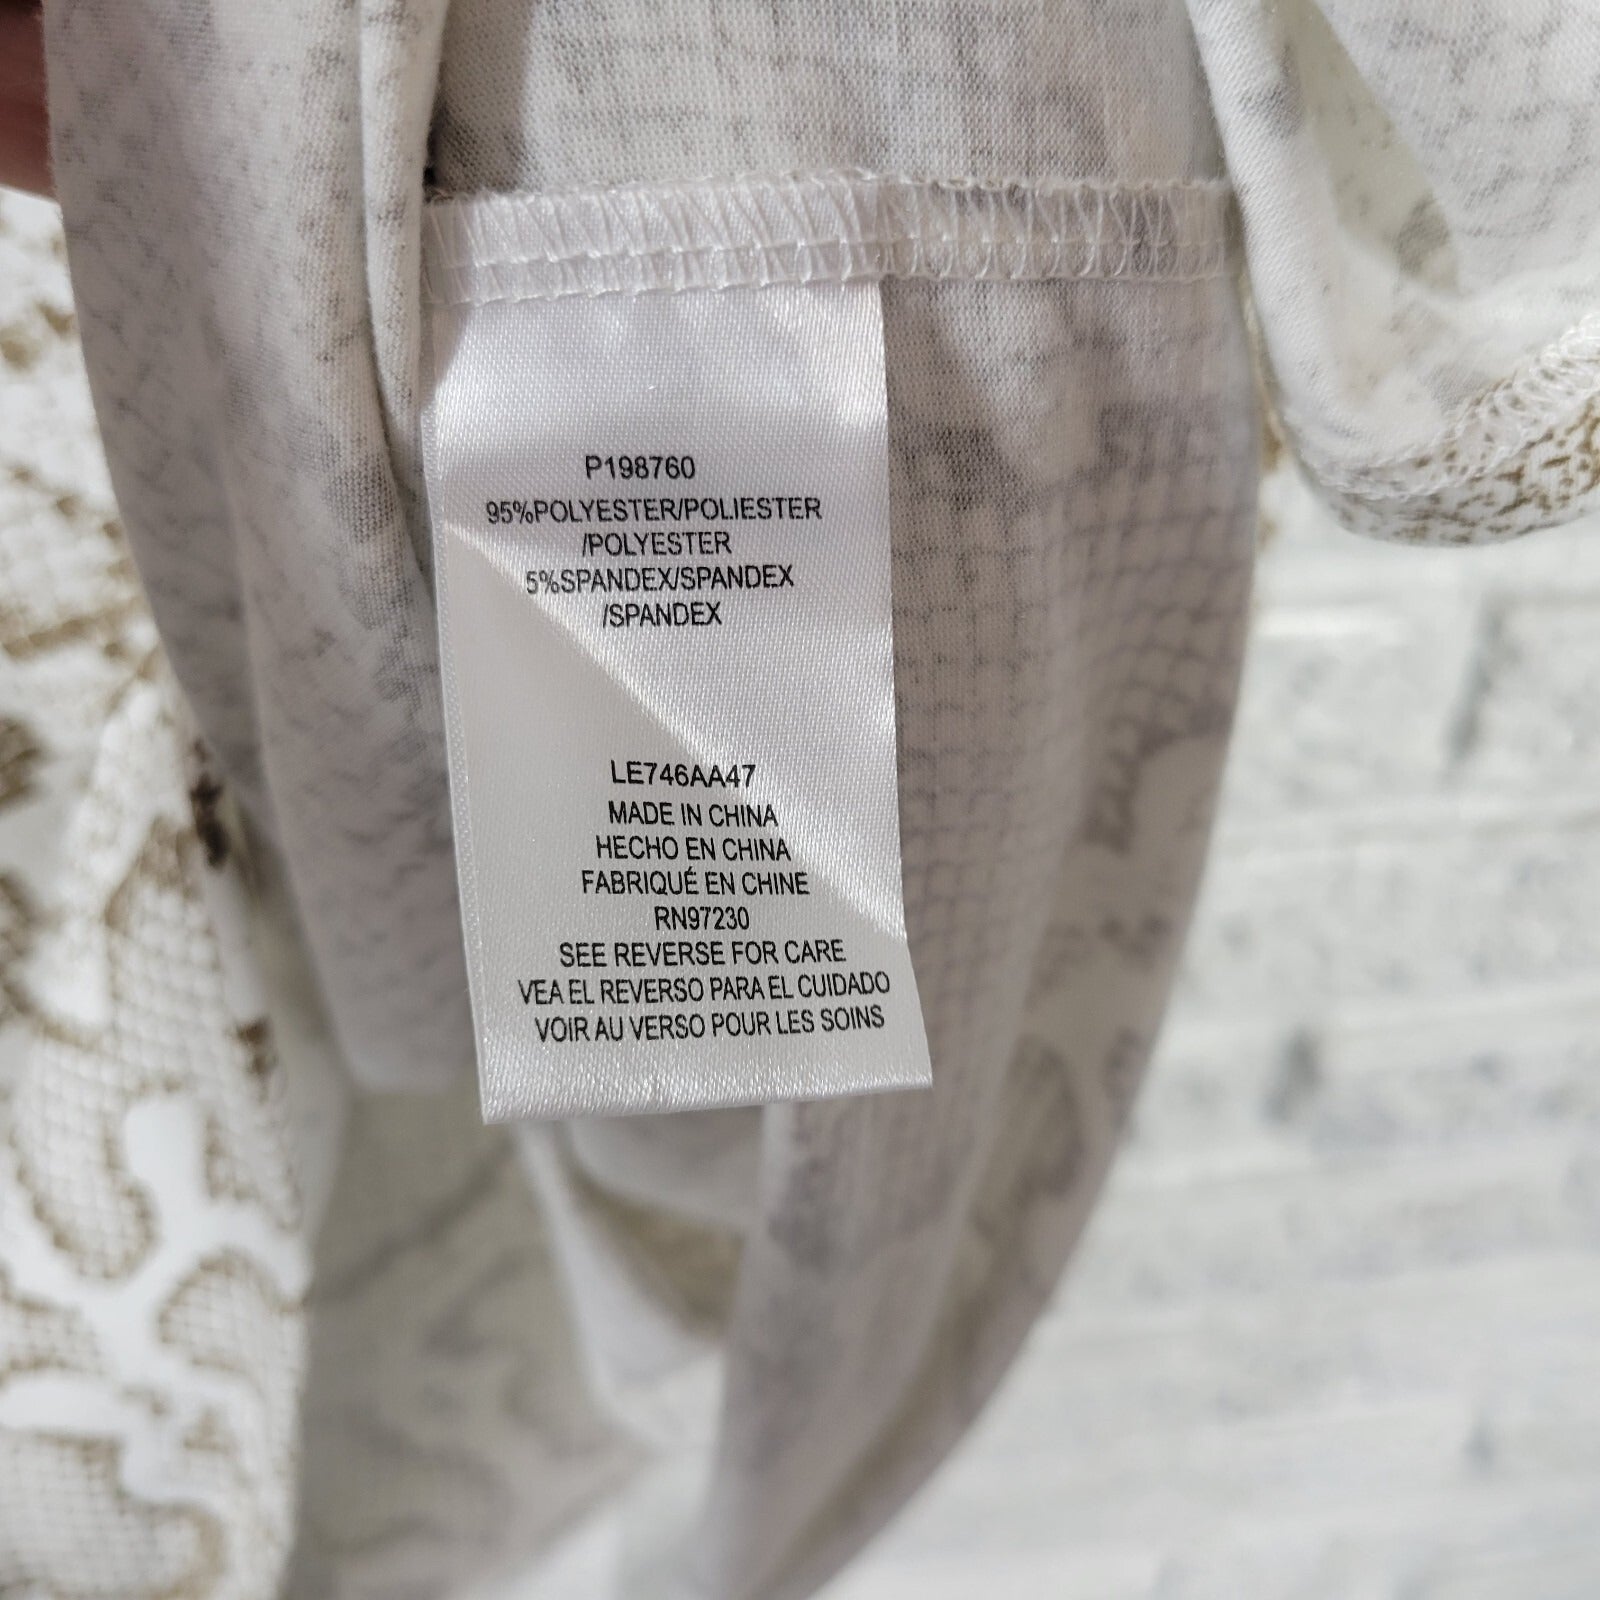 P198760
95%POLYESTER/POLIESTER
/POLYESTER
5%SPANDEX/SPANDEX
/SPANDEX
LE746AA47
MADE IN CHINA
HECHO EN CHINA
FABRIQUÉ EN CHINE
RN97230
SEE REVERSE FOR CARE
VEA EL REVERSO PARA EL CUIDADO
VOIR AU VERSO POUR LES SOINS